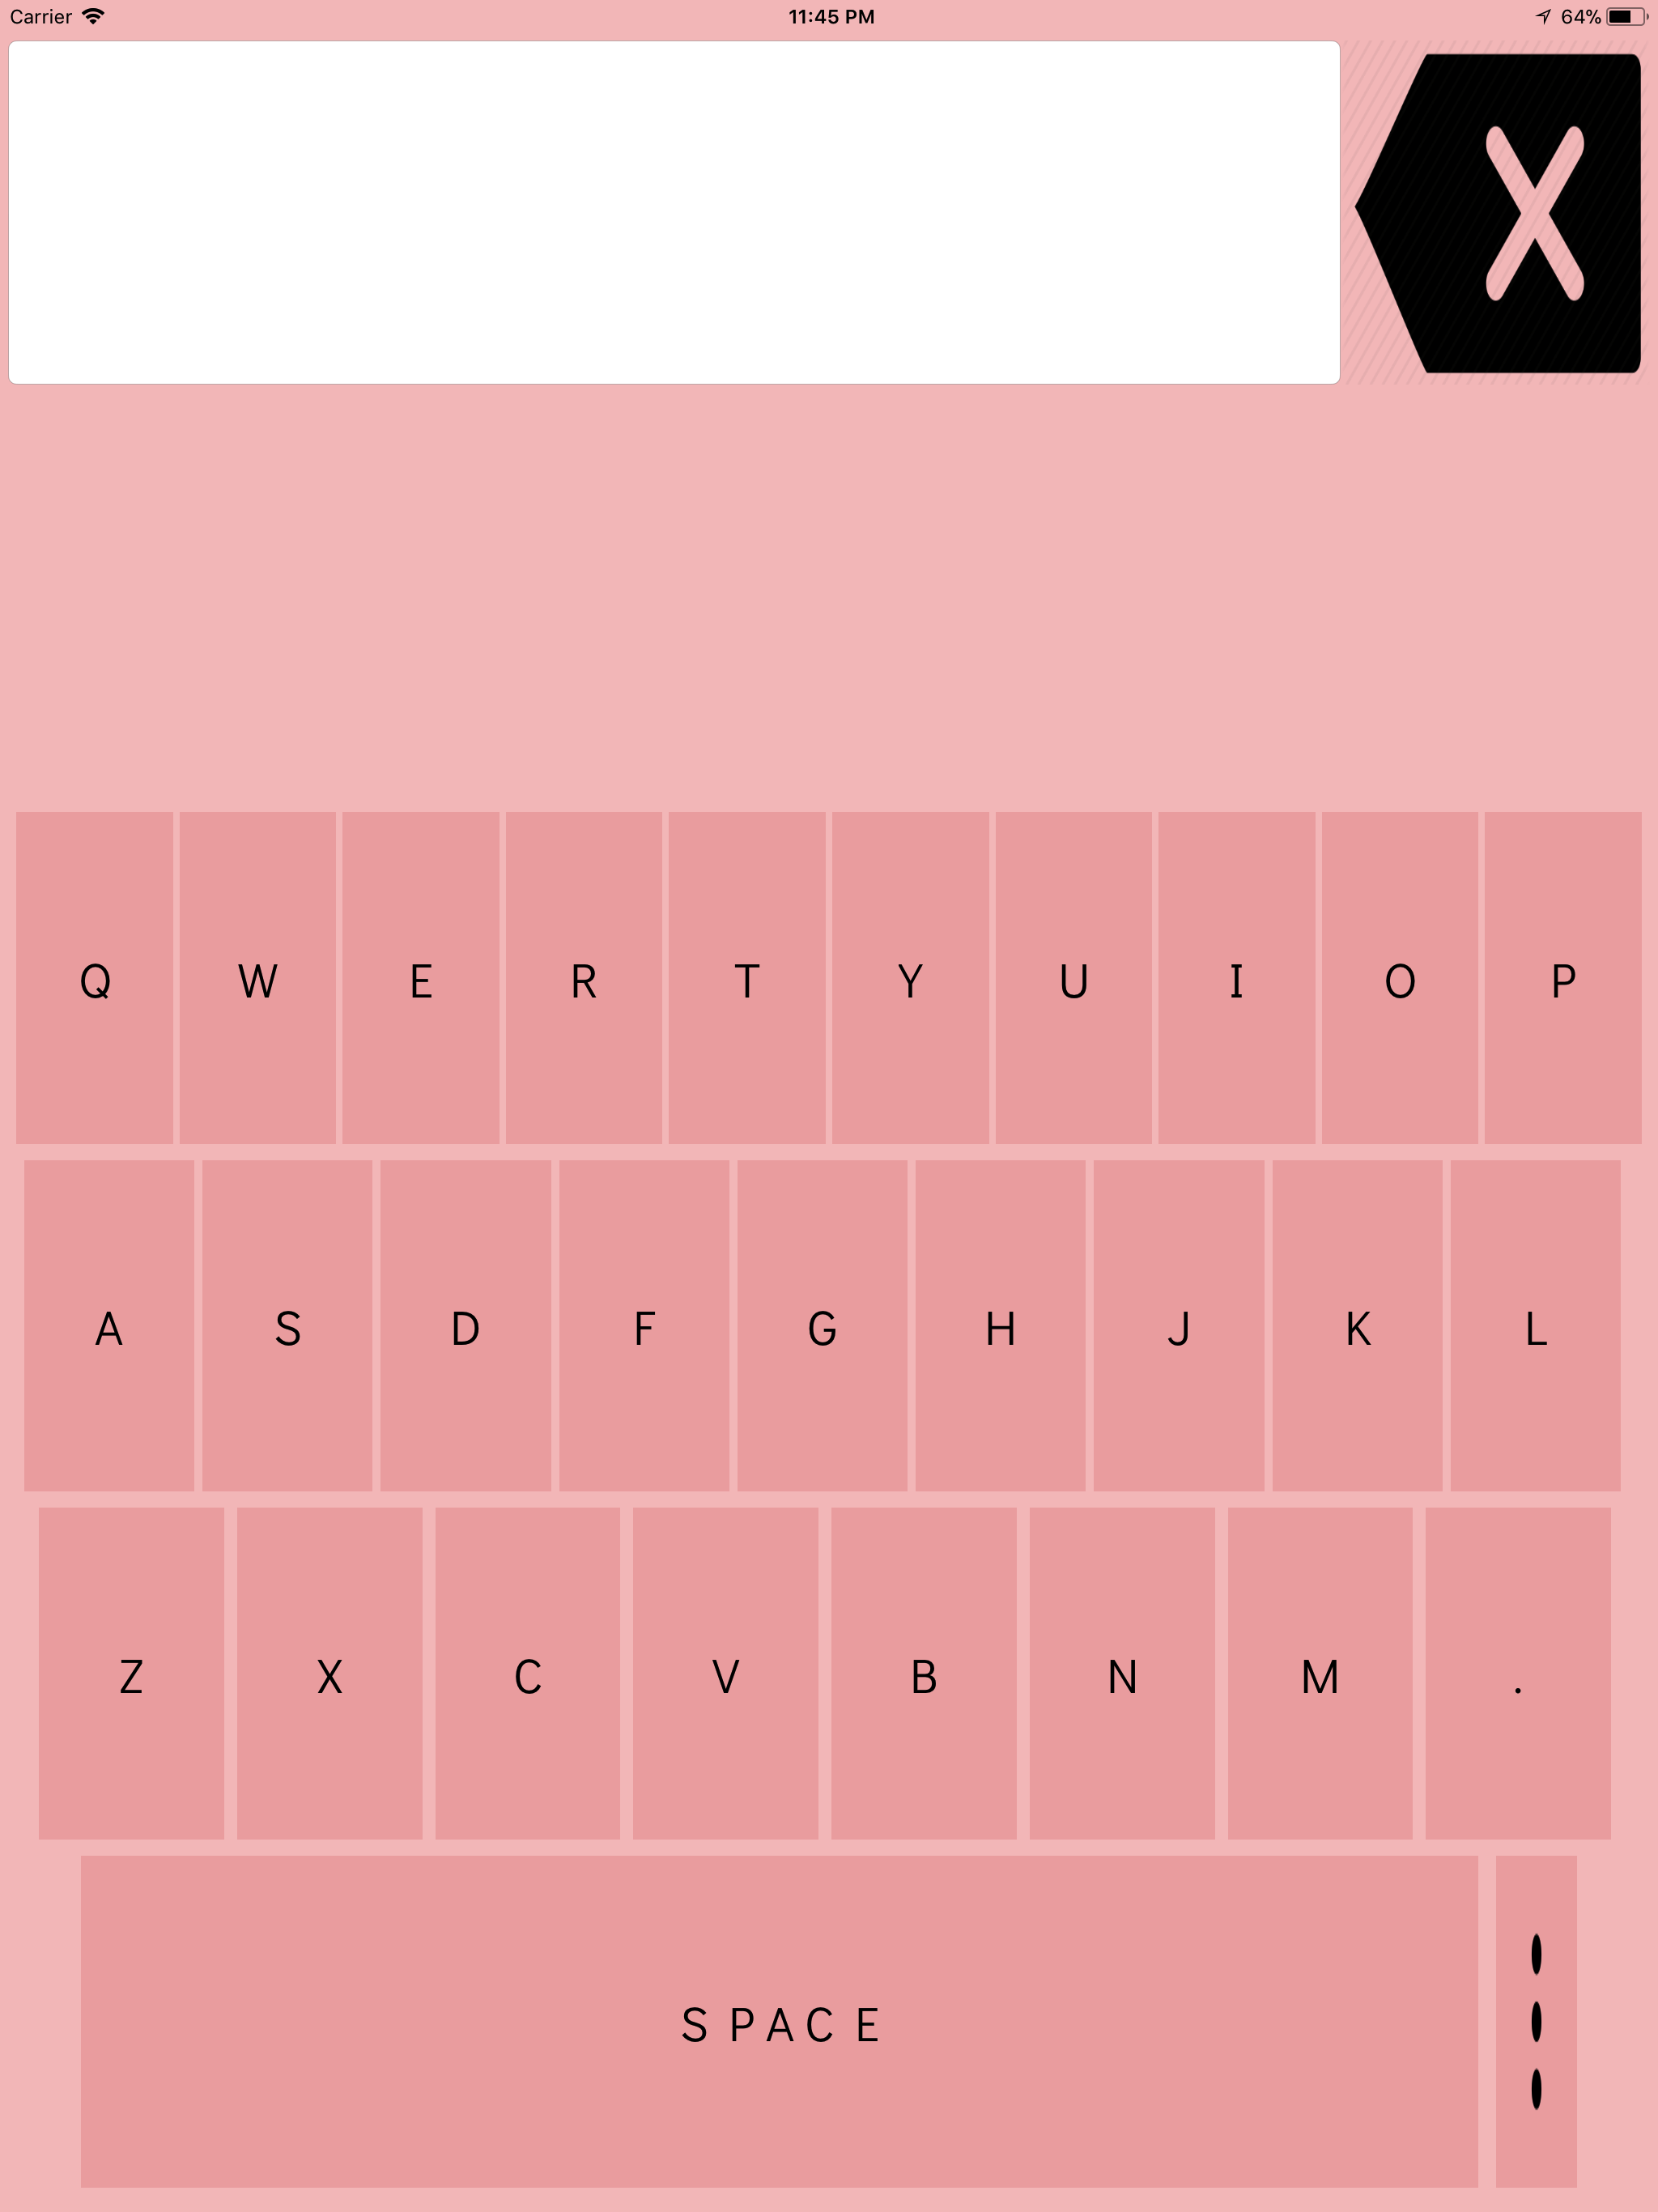 Carrier 11:45 PM 64%
X
Q W E R T Y U I O P
A S D F G H J K L
Z X C V B N M .
SPACE